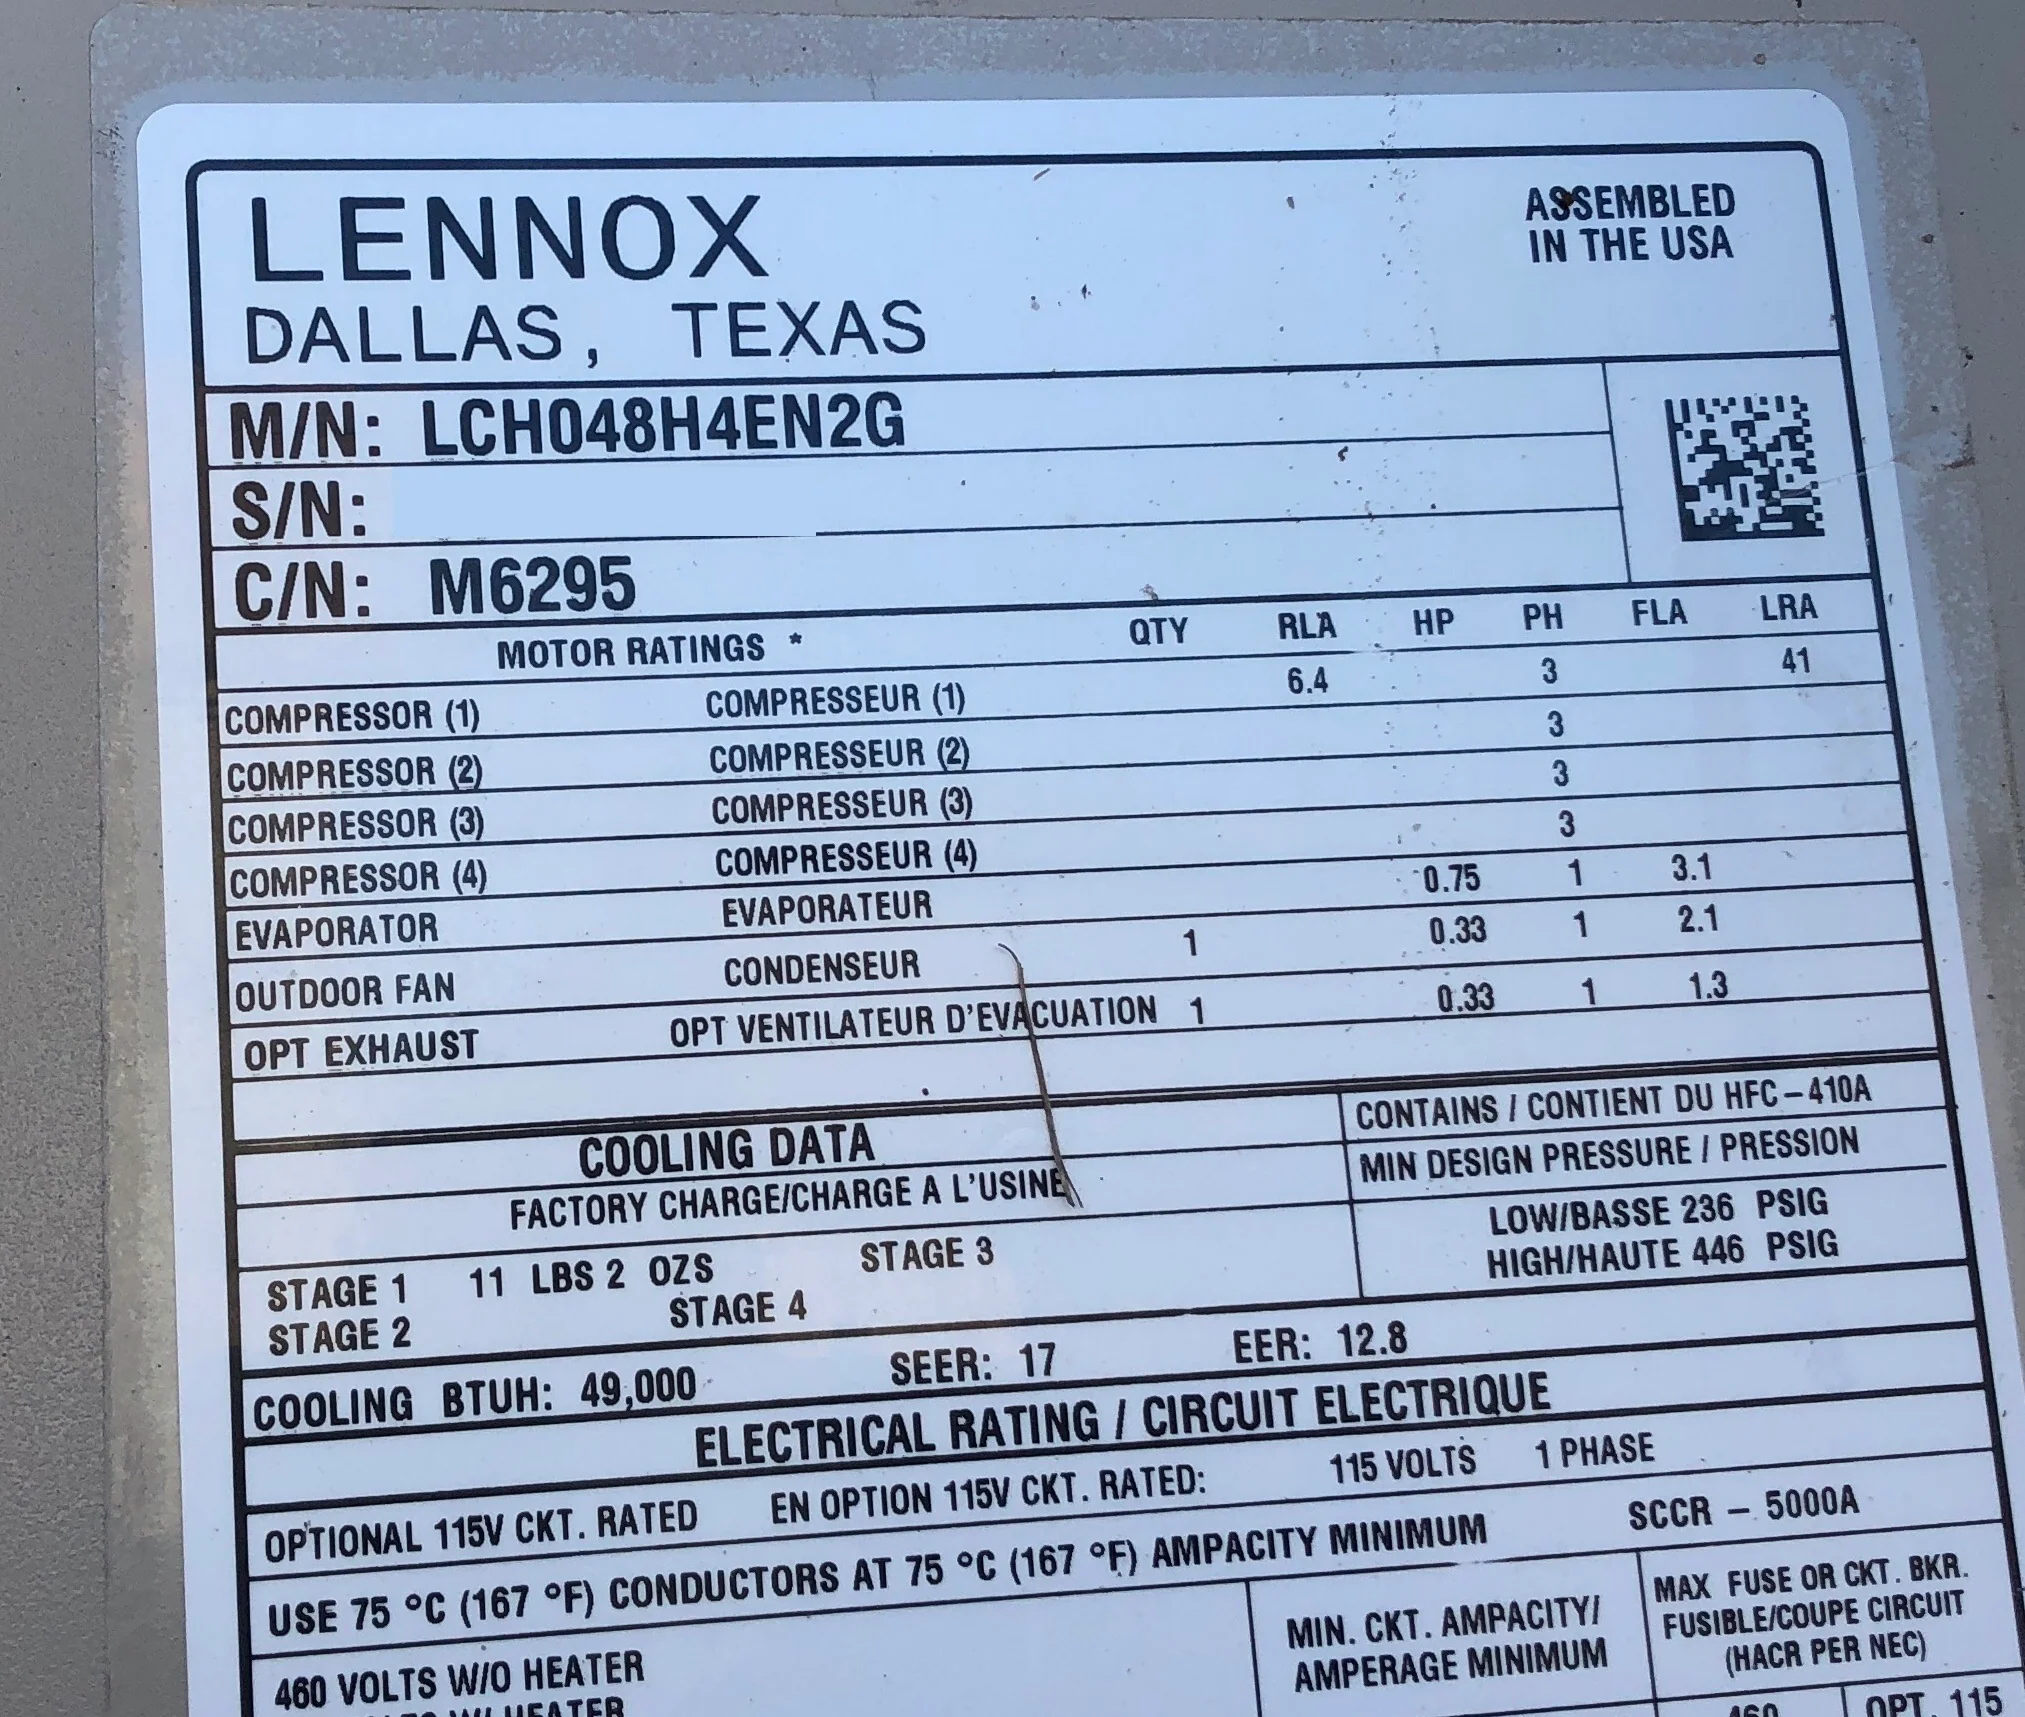 LENNOX
DALLAS, TEXAS
ASSEMBLED
IN THE USA
M/N: LCH048H4EN2G
S/N:
C/N: M6295
MOTOR RATINGS * QTY RLA HP PH FLA LRA
COMPRESSOR (1) COMPRESSEUR (1) 6.4 3 41
COMPRESSOR (2) COMPRESSEUR (2) 3
COMPRESSOR (3) COMPRESSEUR (3) 3
COMPRESSOR (4) COMPRESSEUR (4) 3
EVAPORATOR EVAPORATEUR 0.75 1 3.1
OUTDOOR FAN CONDENSEUR 1 0.33 1 2.1
OPT EXHAUST OPT VENTILATEUR D'EVACUATION 1 0.33 1 1.3
COOLING DATA
FACTORY CHARGE/CHARGE A L'USINE
CONTAINS / CONTIENT DU HFC-410A
MIN DESIGN PRESSURE / PRESSION
LOW/BASSE 236 PSIG
HIGH/HAUTE 446 PSIG
STAGE 1 11 LBS 2 OZS STAGE 3
STAGE 2 STAGE 4
COOLING BTUH: 49,000 SEER: 17 EER: 12.8
ELECTRICAL RATING / CIRCUIT ELECTRIQUE
OPTIONAL 115V CKT. RATED EN OPTION 115V CKT. RATED: 115 VOLTS 1 PHASE
USE 75 °C (167 °F) CONDUCTORS AT 75 °C (167 °F) AMPACITY MINIMUM SCCR - 5000A
MIN. CKT. AMPACITY/
AMPERAGE MINIMUM
MAX FUSE OR CKT. BKR.
FUSIBLE/COUPE CIRCUIT
(HACR PER NEC)
460 VOLTS W/O HEATER
W/ HEATER
460 OPT. 115